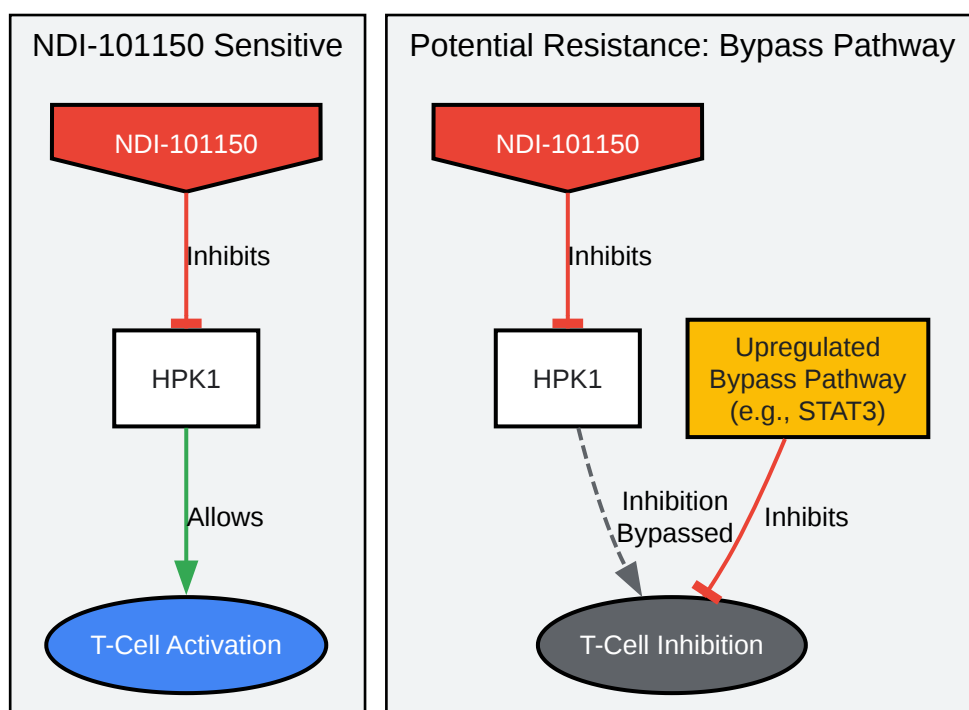 NDI-101150 Sensitive
NDI-101150
Inhibits
HPK1
Allows
T-Cell Activation
Potential Resistance: Bypass Pathway
NDI-101150
Inhibits
HPK1
Upregulated
Bypass Pathway
(e.g., STAT3)
Inhibition
Bypassed
Inhibits
T-Cell Inhibition